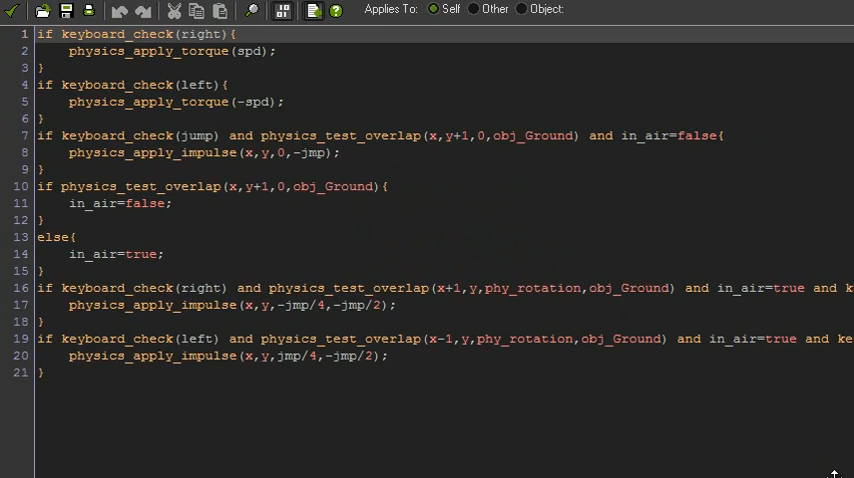 Applies To: Self Other Object:
1 if keyboard_check(right){
2 physics_apply_torque(spd);
3 }
4 if keyboard_check(left){
5 physics_apply_torque(-spd);
6 }
7 if keyboard_check(jump) and physics_test_overlap(x,y+1,0,obj_Ground) and in_air=false{
8 physics_apply_impulse(x,y,0,-jmp);
9 }
10 if physics_test_overlap(x,y+1,0,obj_Ground){
11 in_air=false;
12 }
13 else{
14 in_air=true;
15 }
16 if keyboard_check(right) and physics_test_overlap(x+1,y,phy_rotation,obj_Ground) and in_air=true and k
17 physics_apply_impulse(x,y,-jmp/4,-jmp/2);
18 }
19 if keyboard_check(left) and physics_test_overlap(x-1,y,phy_rotation,obj_Ground) and in_air=true and ke
20 physics_apply_impulse(x,y,jmp/4,-jmp/2);
21 }